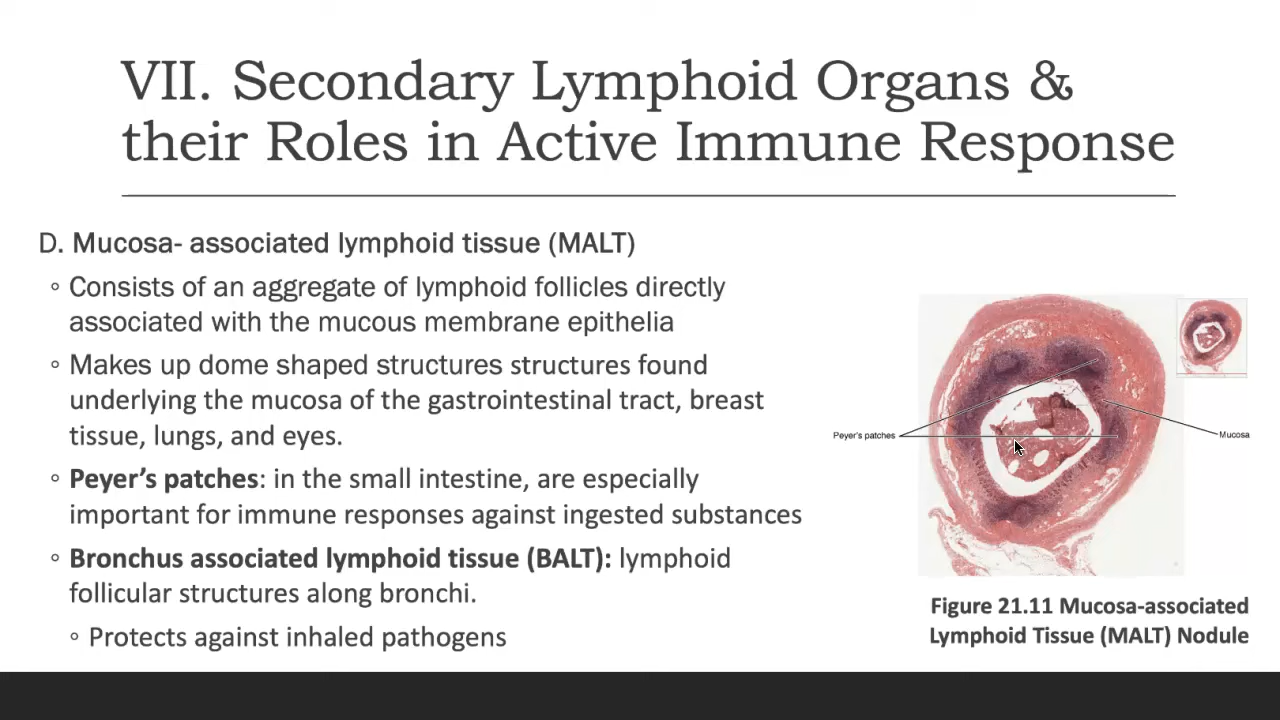 VII. Secondary Lymphoid Organs &
their Roles in Active Immune Response
D. Mucosa- associated lymphoid tissue (MALT)
◦ Consists of an aggregate of lymphoid follicles directly
associated with the mucous membrane epithelia
◦ Makes up dome shaped structures structures found
underlying the mucosa of the gastrointestinal tract, breast
tissue, lungs, and eyes.
◦ Peyer’s patches: in the small intestine, are especially
important for immune responses against ingested substances
◦ Bronchus associated lymphoid tissue (BALT): lymphoid
follicular structures along bronchi.
◦ Protects against inhaled pathogens
Peyer's patches
Mucosa
Figure 21.11 Mucosa-associated
Lymphoid Tissue (MALT) Nodule